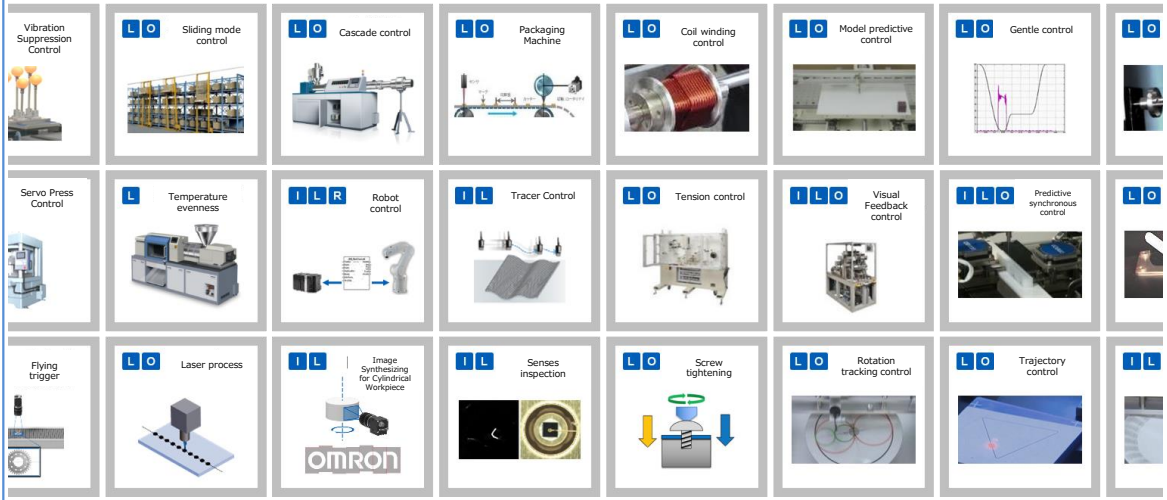 Vibration
Suppression
Control
L O
Sliding mode
control
L O
Cascade control
L O
Packaging
Machine
L O
Coil winding
control
L O
Model predictive
control
L O
Gentle control
L O
Servo Press
Control
L
Temperature
evenness
I L R
Robot
control
I L
Tracer Control
L O
Tension control
I L O
Visual
Feedback
control
I L O
Predictive
synchronous
control
L O
Flying
trigger
L O
Laser process
I L
Image
Synthesizing
for Cylindrical
Workpiece
OMRON
I L
Senses
inspection
L O
Screw
tightening
L O
Rotation
tracking control
L O
Trajectory
control
I L